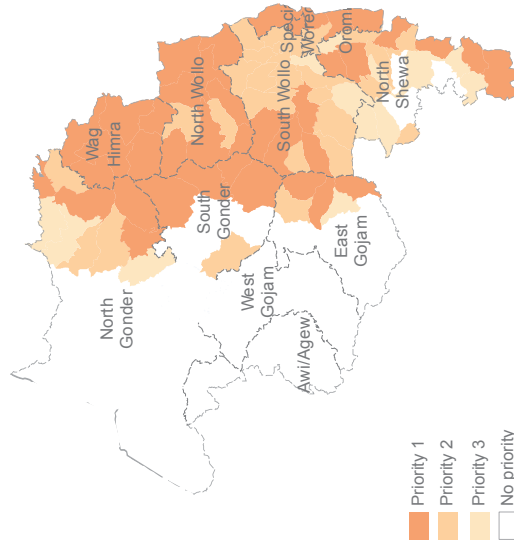 Wag
Himra
North Wollo
South Wollo
Speci
Worer
Orom
North
Shewa
South
Gonder
East
Gojam
North
Gonder
West
Gojam
Awi/Agew
Priority 1
Priority 2
Priority 3
No priority